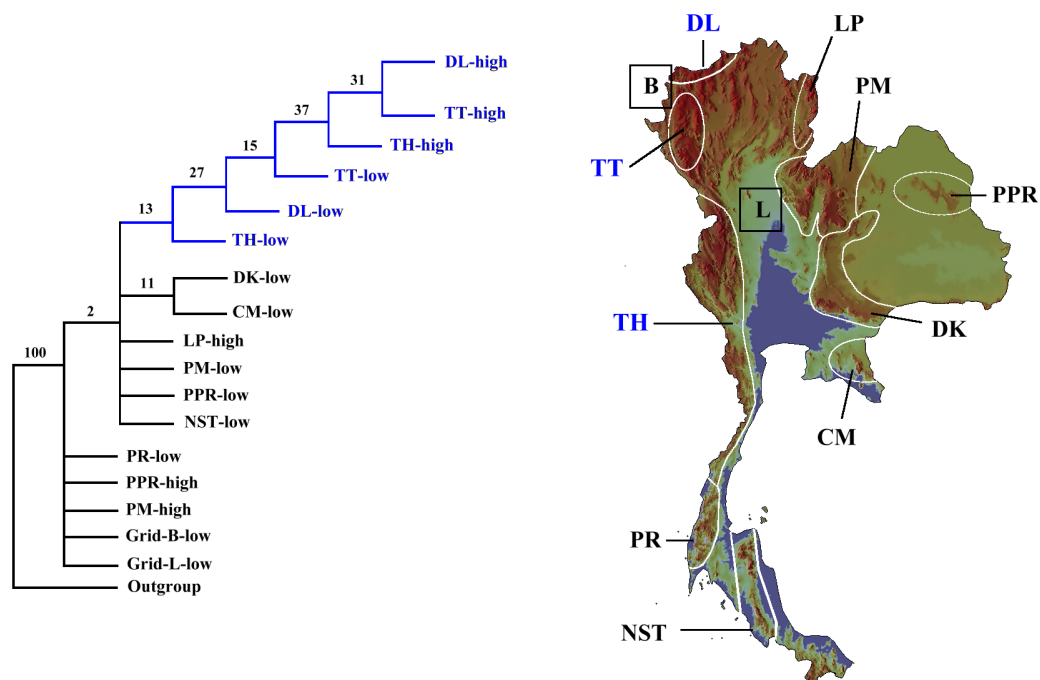 DL-high
31
TT-high
37
TH-high
15
TT-low
27
DL-low
13
TH-low
11
DK-low
CM-low
2
LP-high
PM-low
100
PPR-low
NST-low
PR-low
PPR-high
PM-high
Grid-B-low
Grid-L-low
Outgroup
DL
LP
B
PM
TT
PPR
L
TH
DK
CM
PR
NST